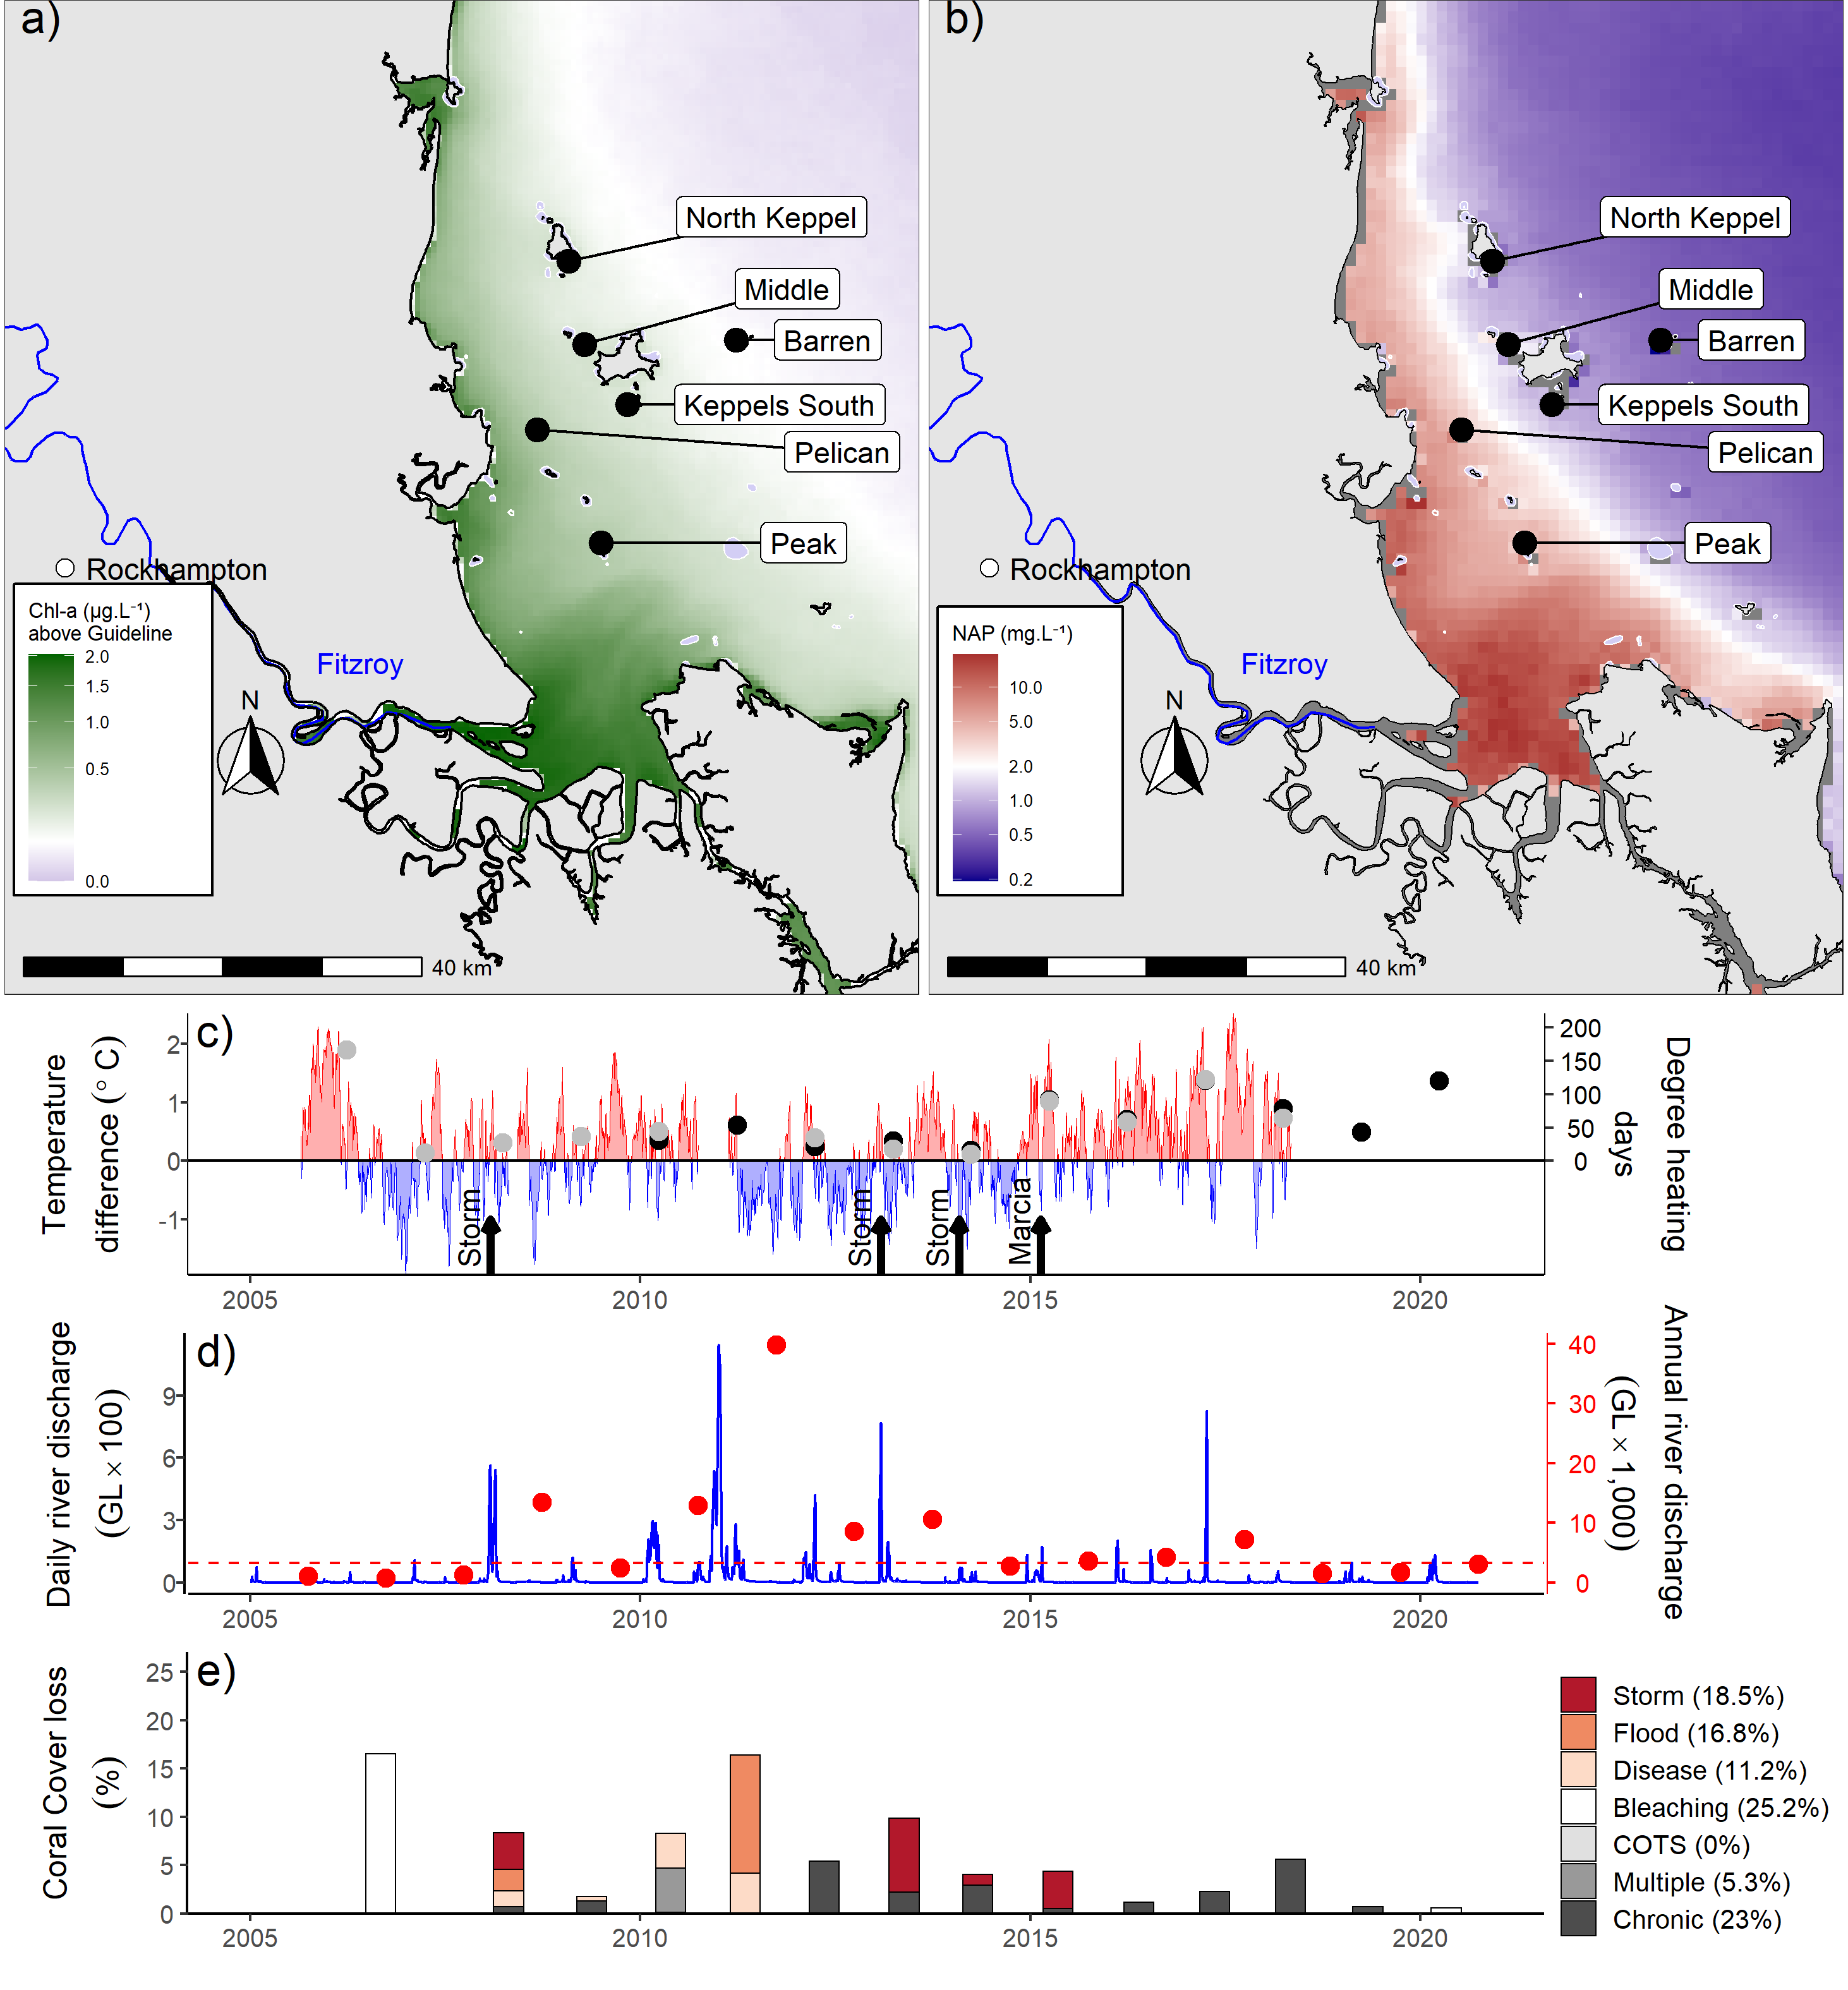 a)
North Keppel
Middle
Barren
Keppels South
Pelican
Peak
Rockhampton
Fitzroy
Chl-a (µg.L⁻¹)
above Guideline
2.0
1.5
1.0
0.5
0.0
N
40 km
b)
North Keppel
Middle
Barren
Keppels South
Pelican
Peak
Rockhampton
Fitzroy
NAP (mg.L⁻¹)
10.0
5.0
2.0
1.0
0.5
0.2
N
40 km
c)
Temperature
difference (° C)
2
1
0
-1
Storm
Storm
Storm
Marcia
200
150
100
50
0
Degree heating
days
2005
2010
2015
2020
d)
Daily river discharge
(GL × 100)
9
6
3
0
40
30
20
10
0
Annual river discharge
(GL × 1,000)
2005
2010
2015
2020
e)
Coral Cover loss
(%)
25
20
15
10
5
0
2005
2010
2015
2020
Storm (18.5%)
Flood (16.8%)
Disease (11.2%)
Bleaching (25.2%)
COTS (0%)
Multiple (5.3%)
Chronic (23%)